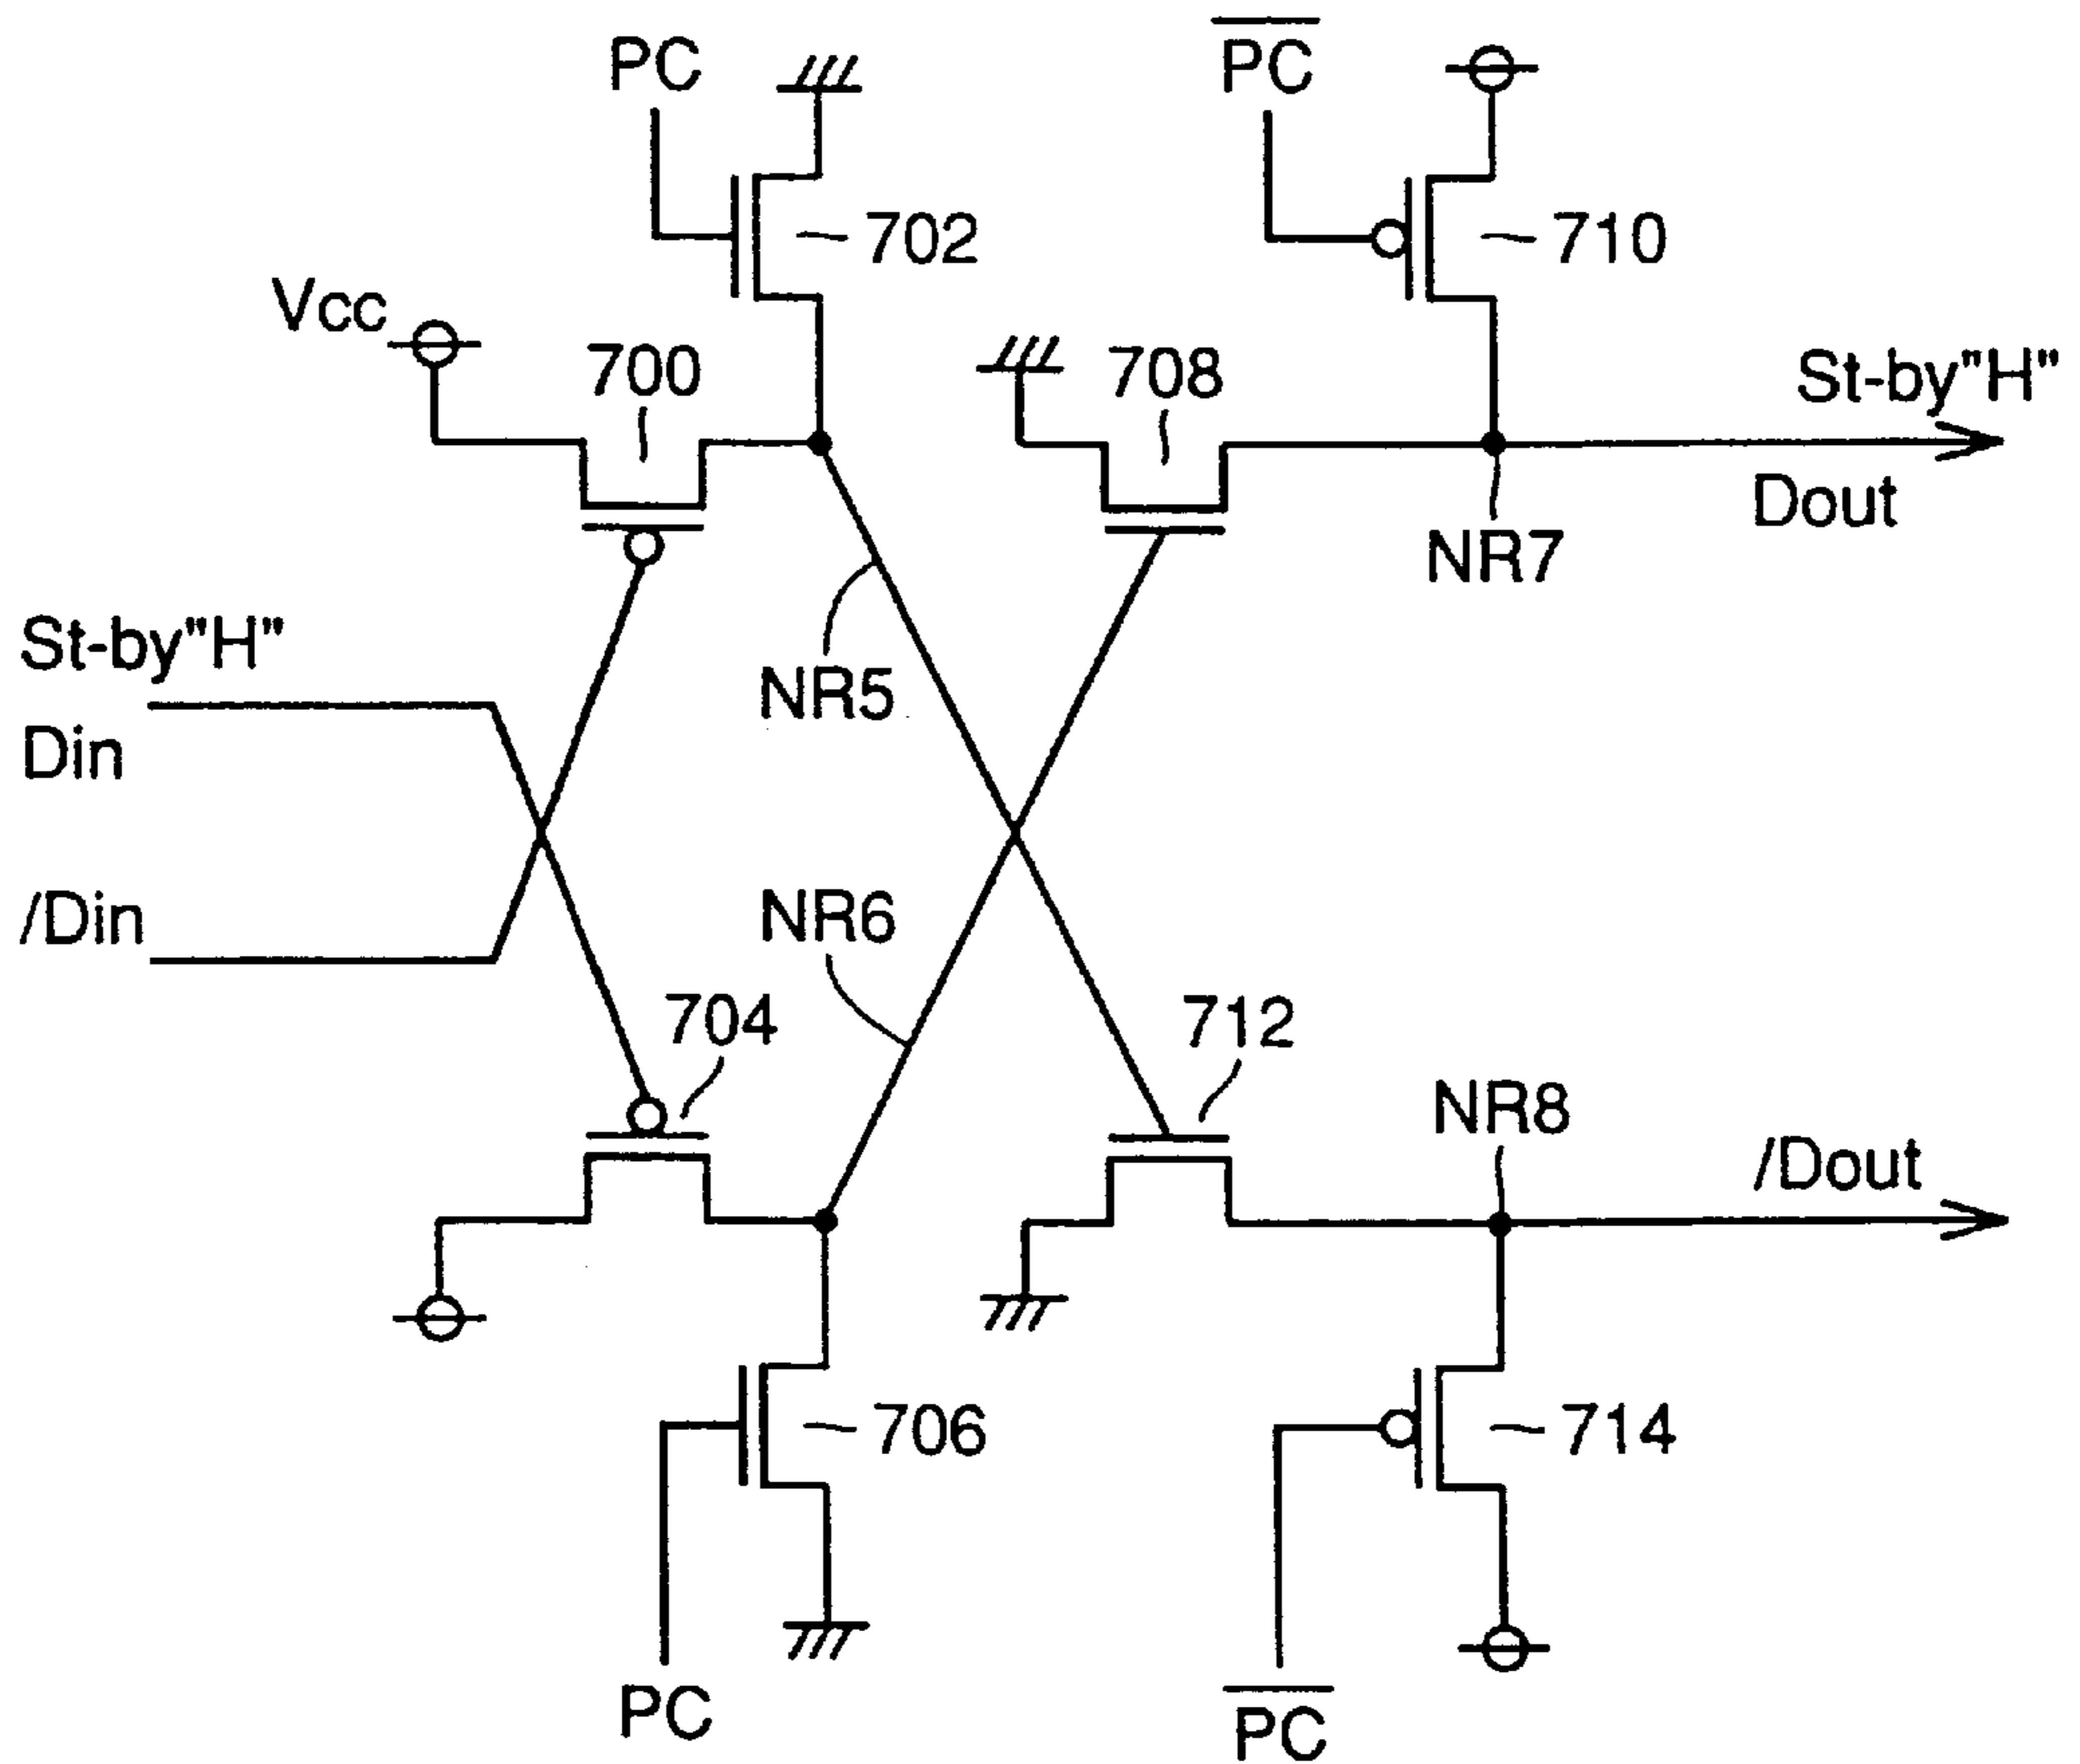 PC
PC
702
710
Vcc
700
708
St-by"H"
Dout
NR7
St-by"H"
Din
NR5
/Din
NR6
704
712
NR8
/Dout
706
714
PC
PC